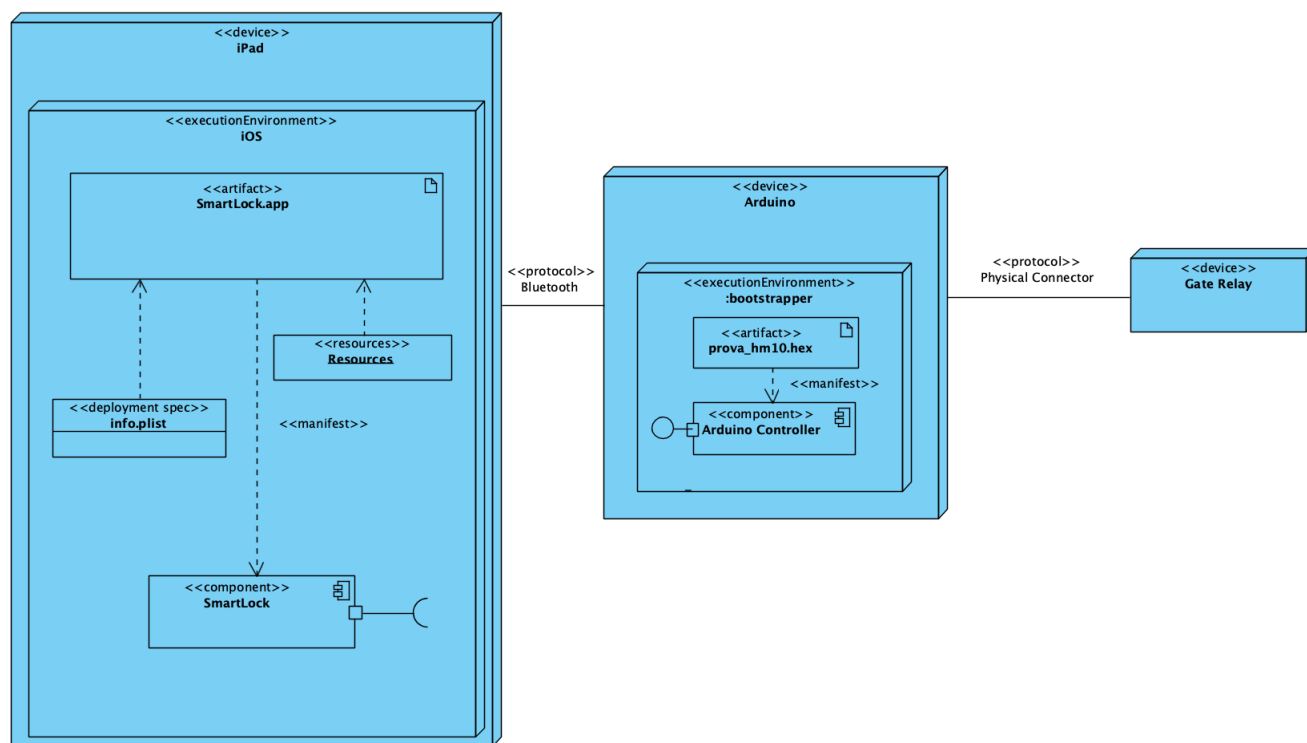 <<device>>
iPad
<<executionEnvironment>>
iOS
<<artifact>>
SmartLock.app
<<resources>>
Resources
<<deployment spec>>
info.plist
<<manifest>>
<<component>>
SmartLock
<<protocol>>
Bluetooth
<<device>>
Arduino
<<executionEnvironment>>
:bootstrapper
<<artifact>>
prova_hm10.hex
<<manifest>>
<<component>>
Arduino Controller
<<protocol>>
Physical Connector
<<device>>
Gate Relay